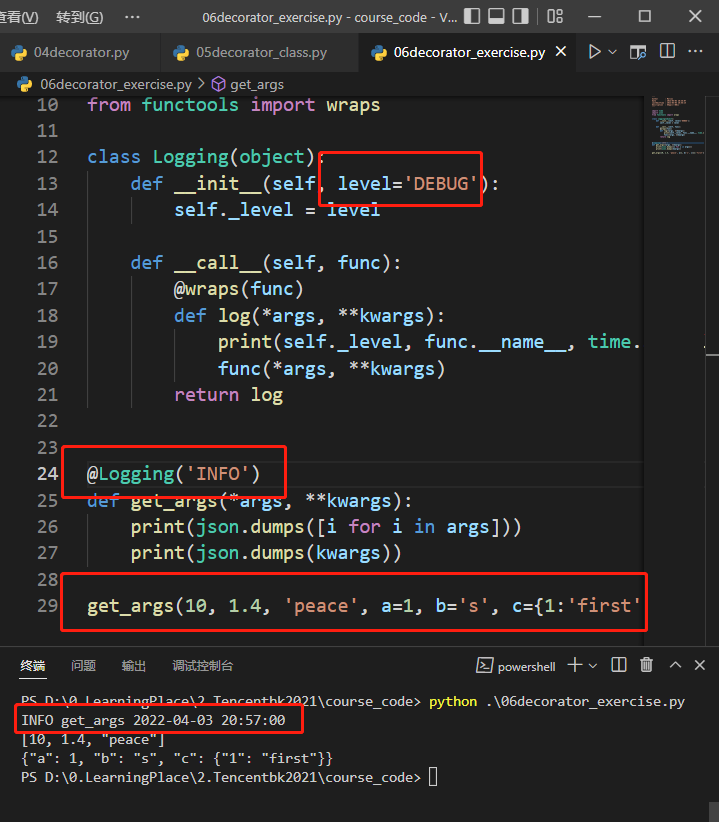 查看(V) 转到(G) ··· 06decorator_exercise.py - course_code - V...
04decorator.py 05decorator_class.py 06decorator_exercise.py
06decorator_exercise.py > get_args
10 from functools import wraps
11
12 class Logging(object):
13 def __init__(self, level='DEBUG'):
14 self._level = level
15
16 def __call__(self, func):
17 @wraps(func)
18 def log(*args, **kwargs):
19 print(self._level, func.__name__, time.
20 func(*args, **kwargs)
21 return log
22
23
24 @Logging('INFO')
25 def get_args(*args, **kwargs):
26 print(json.dumps([i for i in args]))
27 print(json.dumps(kwargs))
28
29 get_args(10, 1.4, 'peace', a=1, b='s', c={1:'first'
终端 问题 输出 调试控制台 powershell
PS D:\0.LearningPlace\2.Tencentbk2021\course_code> python .\06decorator_exercise.py
INFO get_args 2022-04-03 20:57:00
[10, 1.4, "peace"]
{"a": 1, "b": "s", "c": {"1": "first"}}
PS D:\0.LearningPlace\2.Tencentbk2021\course_code>